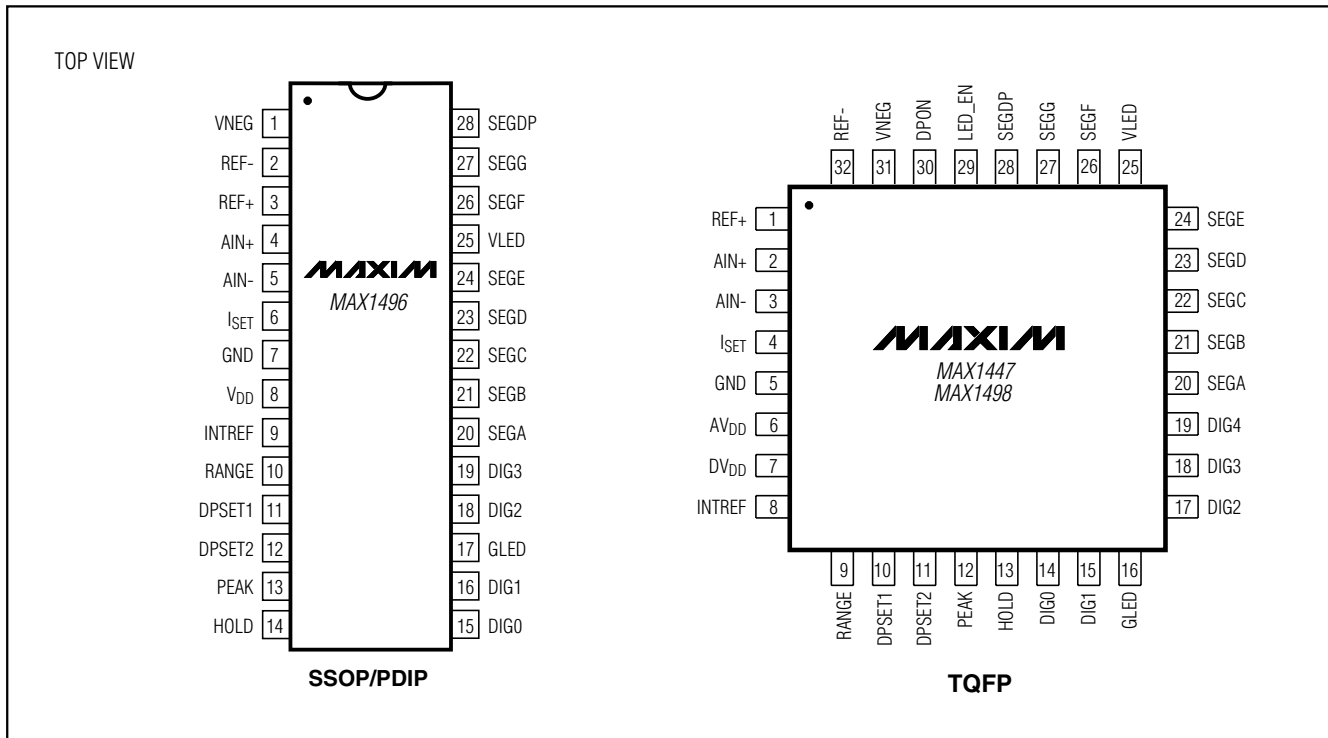 TOP VIEW
VNEG 1
REF- 2
REF+ 3
AIN+ 4
AIN- 5
ISET 6
GND 7
VDD 8
INTREF 9
RANGE 10
DPSET1 11
DPSET2 12
PEAK 13
HOLD 14
MAXIM
MAX1496
28 SEGDP
27 SEGG
26 SEGF
25 VLED
24 SEGE
23 SEGD
22 SEGC
21 SEGB
20 SEGA
19 DIG3
18 DIG2
17 GLED
16 DIG1
15 DIG0
SSOP/PDIP
REF- 32
VNEG 31
DPON 30
LED_EN 29
SEGDP 28
SEGG 27
SEGF 26
VLED 25
REF+ 1
AIN+ 2
AIN- 3
ISET 4
GND 5
AVDD 6
DVDD 7
INTREF 8
MAXIM
MAX1447
MAX1498
24 SEGE
23 SEGD
22 SEGC
21 SEGB
20 SEGA
19 DIG4
18 DIG3
17 DIG2
9 RANGE
10 DPSET1
11 DPSET2
12 PEAK
13 HOLD
14 DIG0
15 DIG1
16 GLED
TQFP